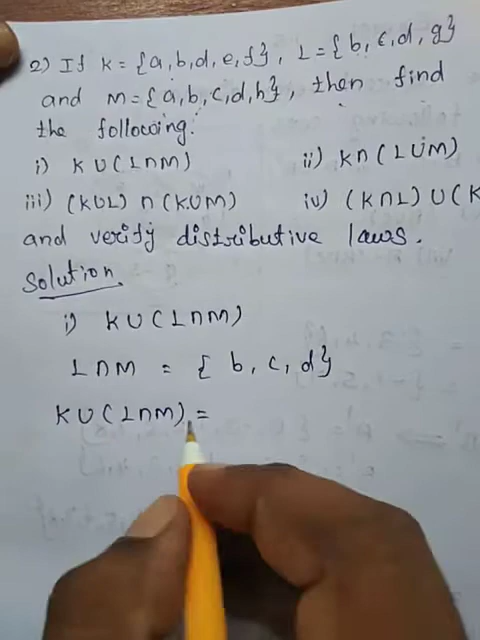 2) If K = {a,b,d,e,f}, L = {b,c,d,g}
and M = {a,b,c,d,h}, then find
the following:
i) K ∪ (L ∩ M) ii) K ∩ (L ∪ M)
iii) (K ∪ L) ∩ (K ∪ M) iv) (K ∩ L) ∪ (K
and verify distributive laws.
Solution
i) K ∪ (L ∩ M)
L ∩ M = { b, c, d}
K ∪ (L ∩ M) =